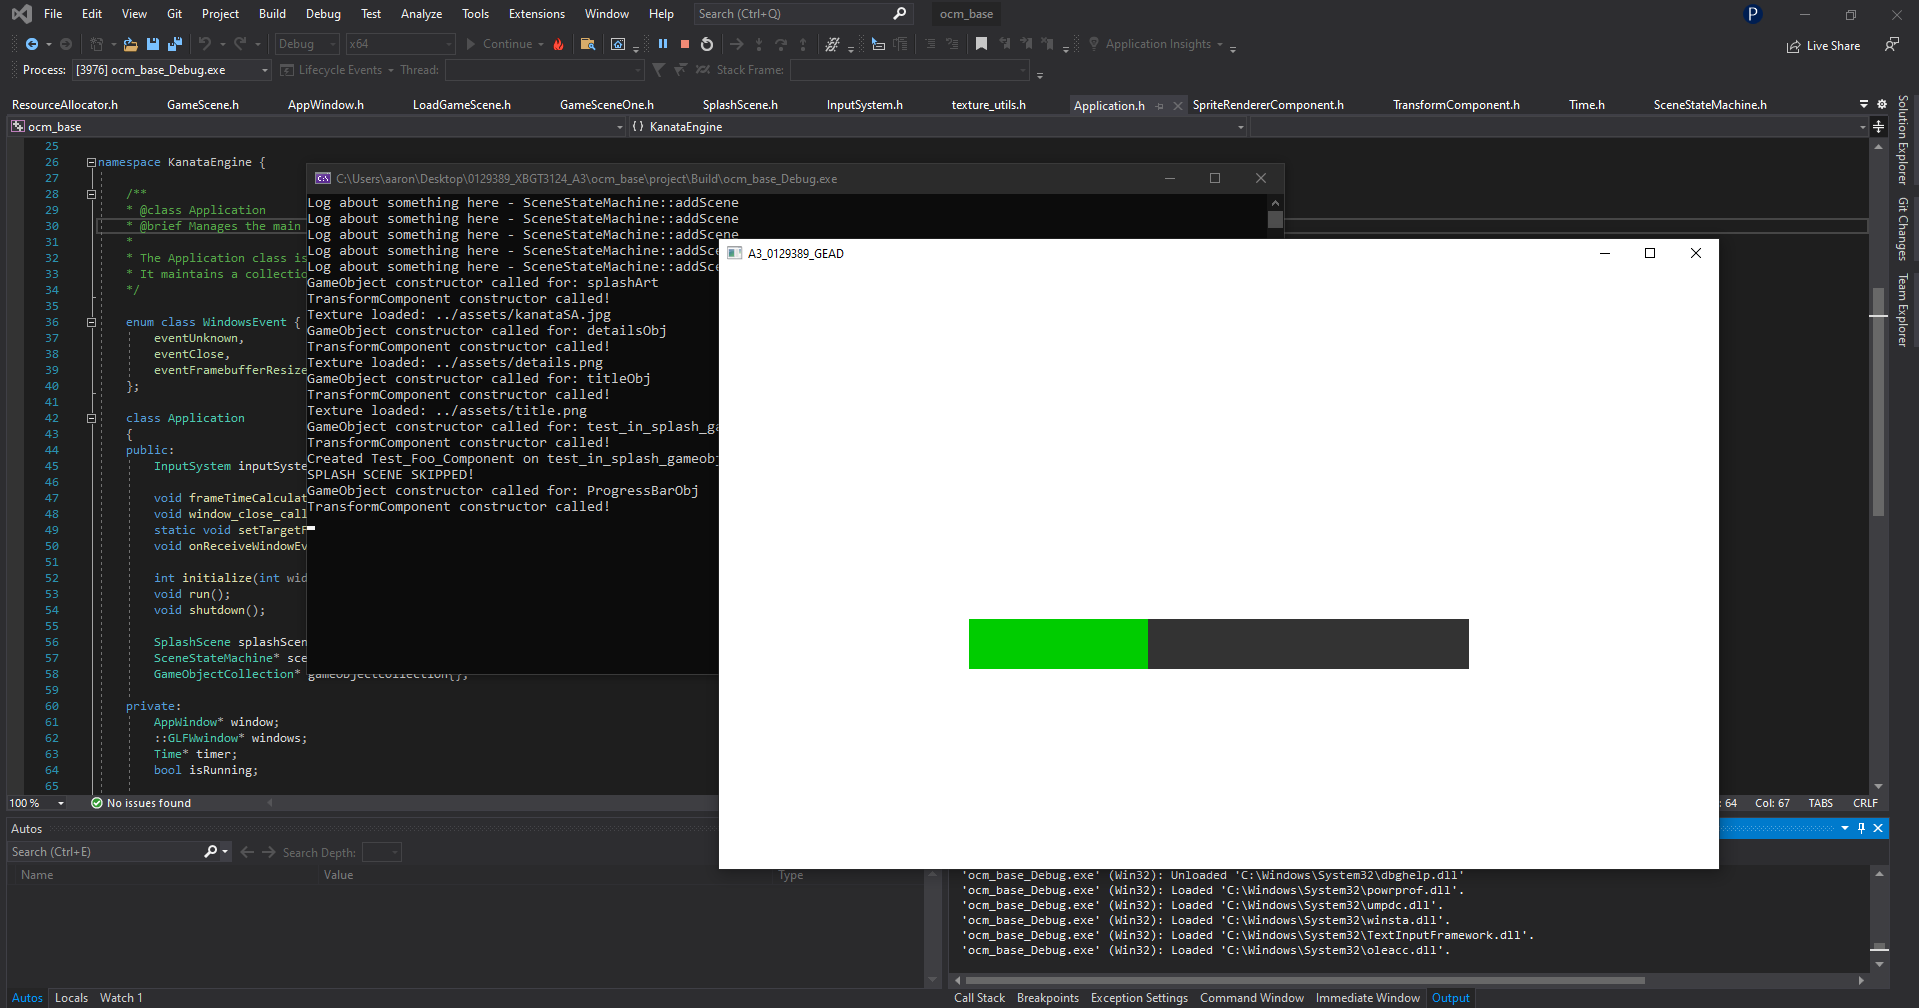 File Edit View Git Project Build Debug Test Analyze Tools Extensions Window Help Search (Ctrl+Q) ocm_base P
Debug x64 Continue Application Insights Live Share
Process: [3976] ocm_base_Debug.exe Lifecycle Events Thread: Stack Frame:
ResourceAllocator.h GameScene.h AppWindow.h LoadGameScene.h GameSceneOne.h SplashScene.h InputSystem.h texture_utils.h Application.h SpriteRendererComponent.h TransformComponent.h Time.h SceneStateMachine.h
ocm_base {} KanataEngine
Solution Explorer
Git Changes
Team Explorer
25
26 namespace KanataEngine {
27
28 /**
29 * @class Application
30 * @brief Manages the main
31 *
32 * The Application class is
33 * It maintains a collectio
34 */
35
36 enum class WindowsEvent {
37 eventUnknown,
38 eventClose,
39 eventFramebufferResize
40 };
41
42 class Application
43 {
44 public:
45 InputSystem inputSyste
46
47 void frameTimeCalculat
48 void window_close_call
49 static void setTargetF
50 void onReceiveWindowEv
51
52 int initialize(int wid
53 void run();
54 void shutdown();
55
56 SplashScene splashScen
57 SceneStateMachine* sce
58 GameObjectCollection* gameObjectCollection{};
59
60 private:
61 AppWindow* window;
62 ::GLFWwindow* windows;
63 Time* timer;
64 bool isRunning;
65
C:\Users\aaron\Desktop\0129389_XBGT3124_A3\ocm_base\project\Build\ocm_base_Debug.exe
Log about something here - SceneStateMachine::addScene
Log about something here - SceneStateMachine::addScene
Log about something here - SceneStateMachine::addScene
Log about something here - SceneStateMachine::addSce
Log about something here - SceneStateMachine::addSce
GameObject constructor called for: splashArt
TransformComponent constructor called!
Texture loaded: ../assets/kanataSA.jpg
GameObject constructor called for: detailsObj
TransformComponent constructor called!
Texture loaded: ../assets/details.png
GameObject constructor called for: titleObj
TransformComponent constructor called!
Texture loaded: ../assets/title.png
GameObject constructor called for: test_in_splash_ga
TransformComponent constructor called!
Created Test_Foo_Component on test_in_splash_gameobj
SPLASH SCENE SKIPPED!
GameObject constructor called for: ProgressBarObj
TransformComponent constructor called!
A3_0129389_GEAD
100 % No issues found : 64 Col: 67 TABS CRLF
Autos
Search (Ctrl+E) Search Depth:
Name Value Type
'ocm_base_Debug.exe' (Win32): Unloaded 'C:\Windows\System32\dbghelp.dll'
'ocm_base_Debug.exe' (Win32): Loaded 'C:\Windows\System32\powrprof.dll'.
'ocm_base_Debug.exe' (Win32): Loaded 'C:\Windows\System32\umpdc.dll'.
'ocm_base_Debug.exe' (Win32): Loaded 'C:\Windows\System32\winsta.dll'.
'ocm_base_Debug.exe' (Win32): Loaded 'C:\Windows\System32\TextInputFramework.dll'.
'ocm_base_Debug.exe' (Win32): Loaded 'C:\Windows\System32\oleacc.dll'.
Autos Locals Watch 1 Call Stack Breakpoints Exception Settings Command Window Immediate Window Output